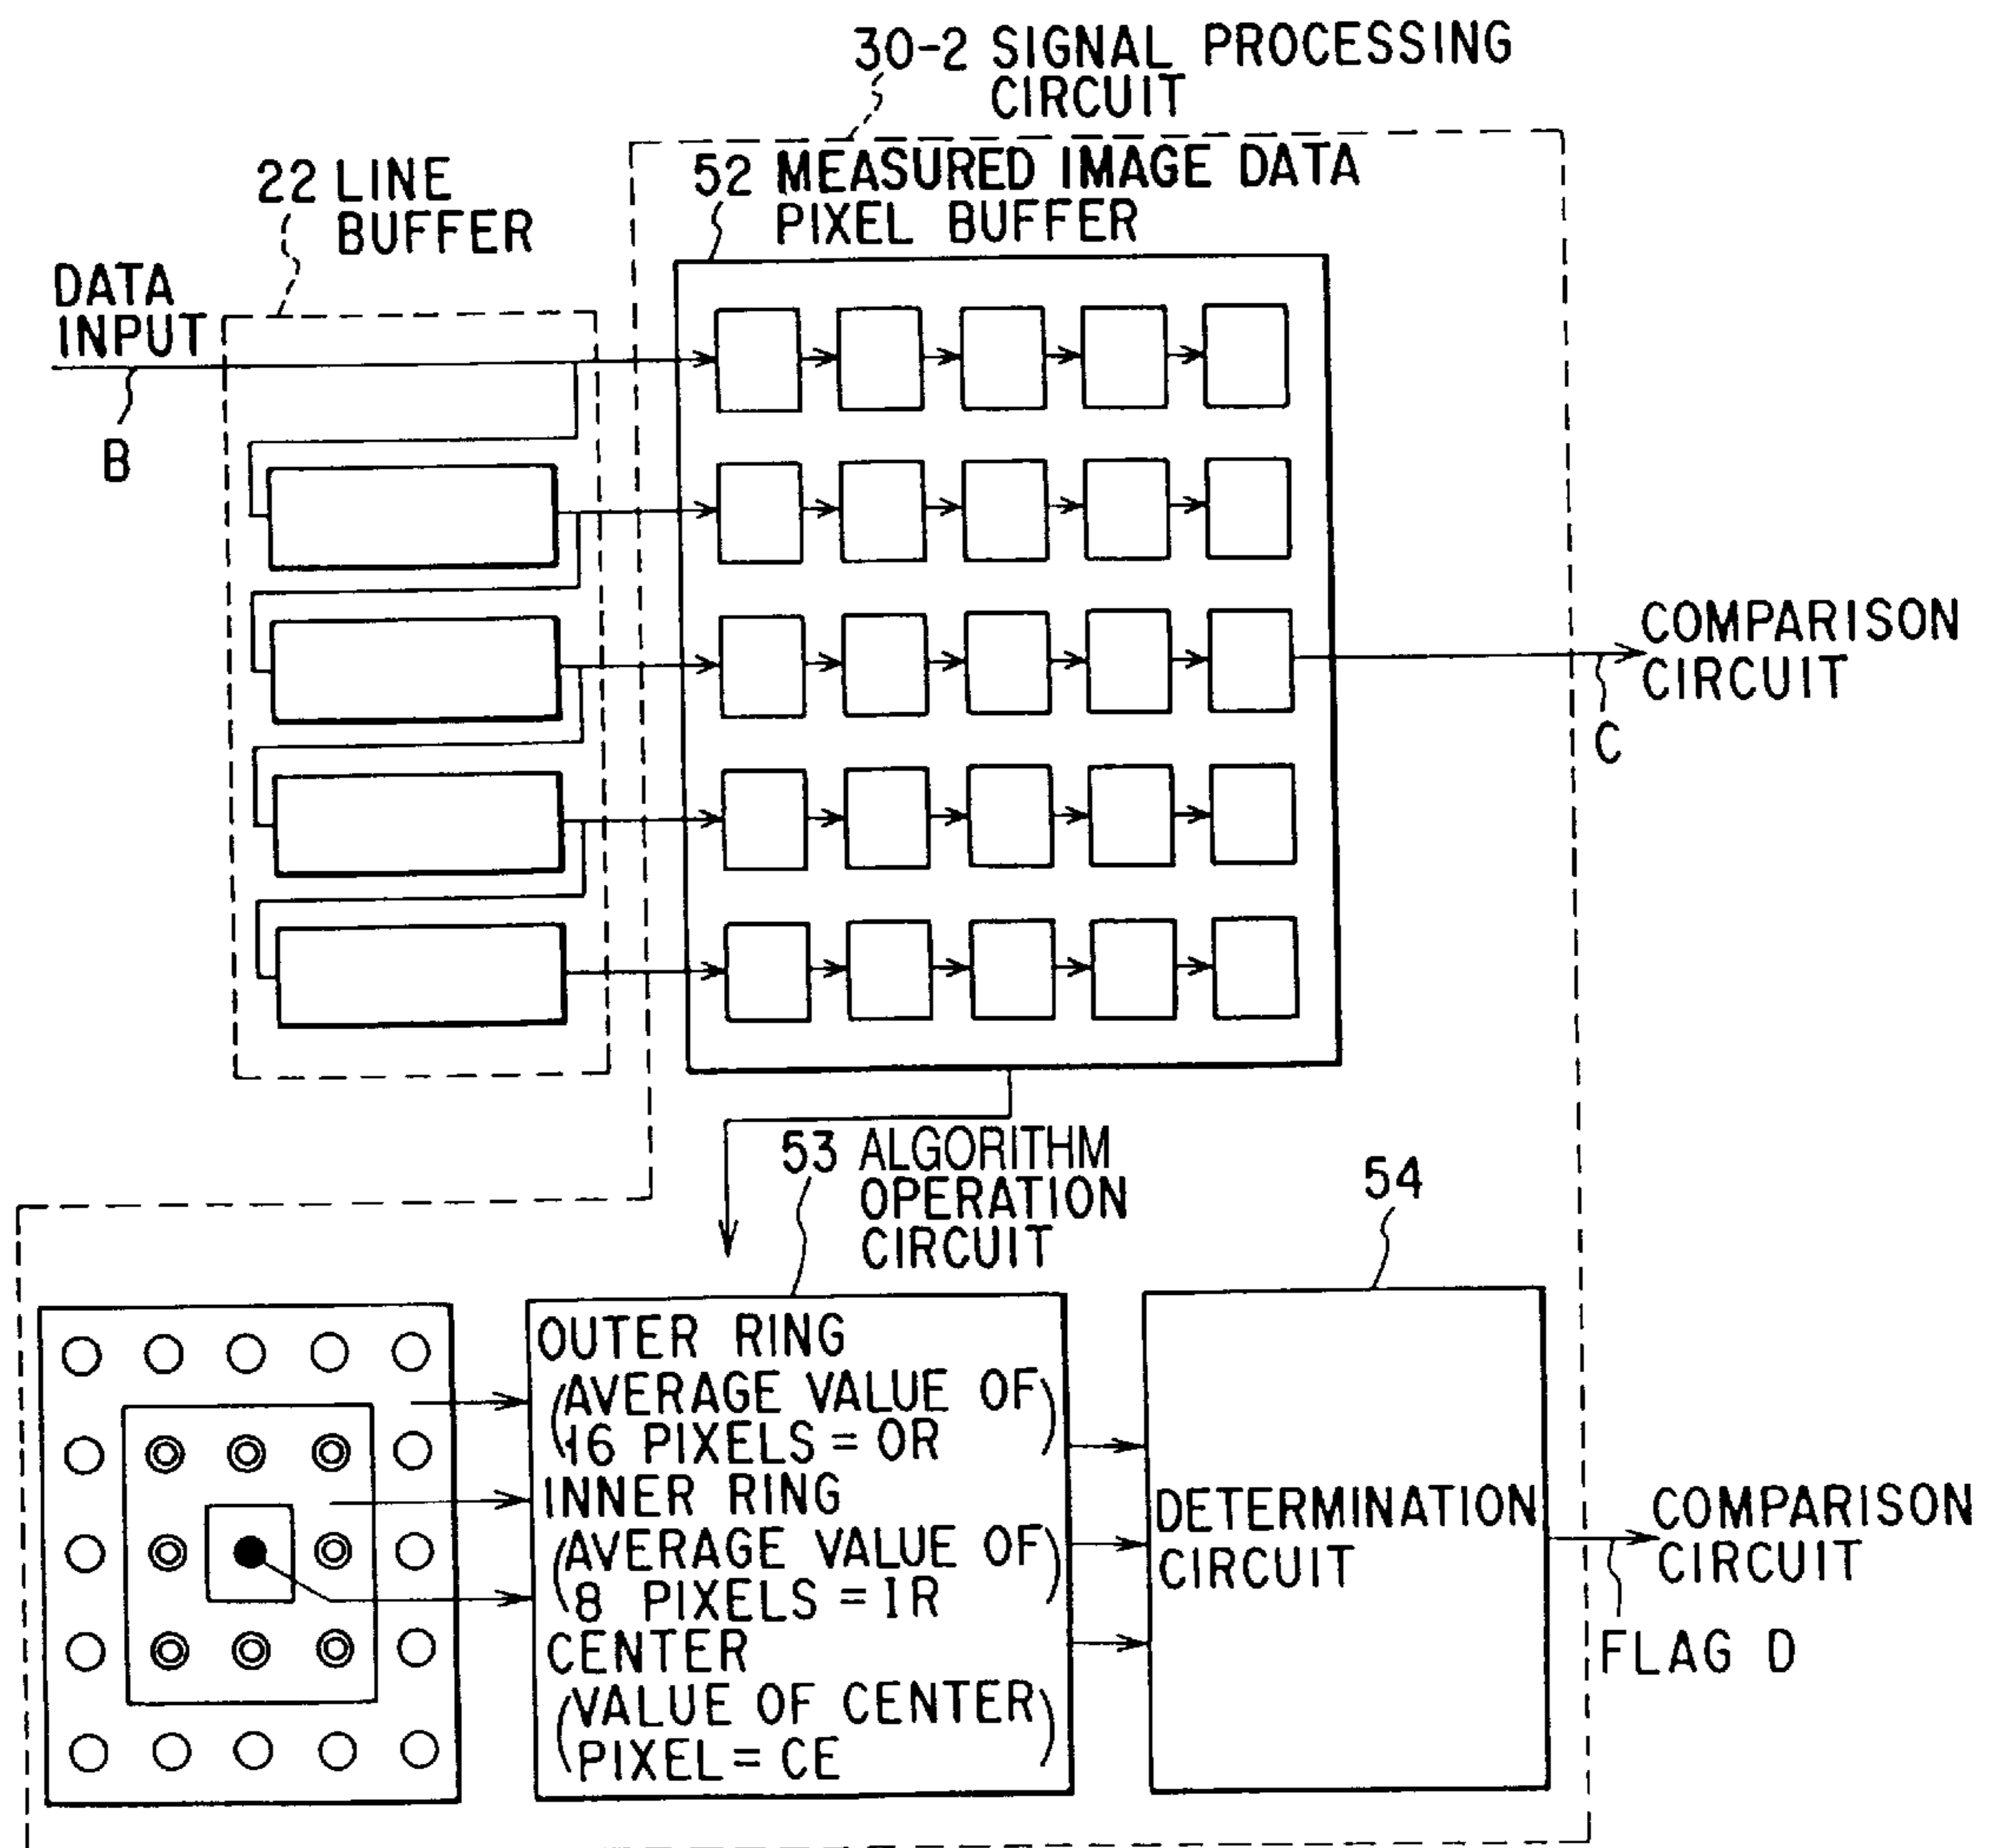 30-2 SIGNAL PROCESSING
CIRCUIT
22 LINE
BUFFER
52 MEASURED IMAGE DATA
PIXEL BUFFER
DATA
INPUT
B
COMPARISON
CIRCUIT
C
53 ALGORITHM
OPERATION
CIRCUIT
54
OUTER RING
(AVERAGE VALUE OF
16 PIXELS = OR)
INNER RING
(AVERAGE VALUE OF
8 PIXELS = IR)
CENTER
(VALUE OF CENTER
PIXEL = CE)
DETERMINATION
CIRCUIT
COMPARISON
CIRCUIT
FLAG D